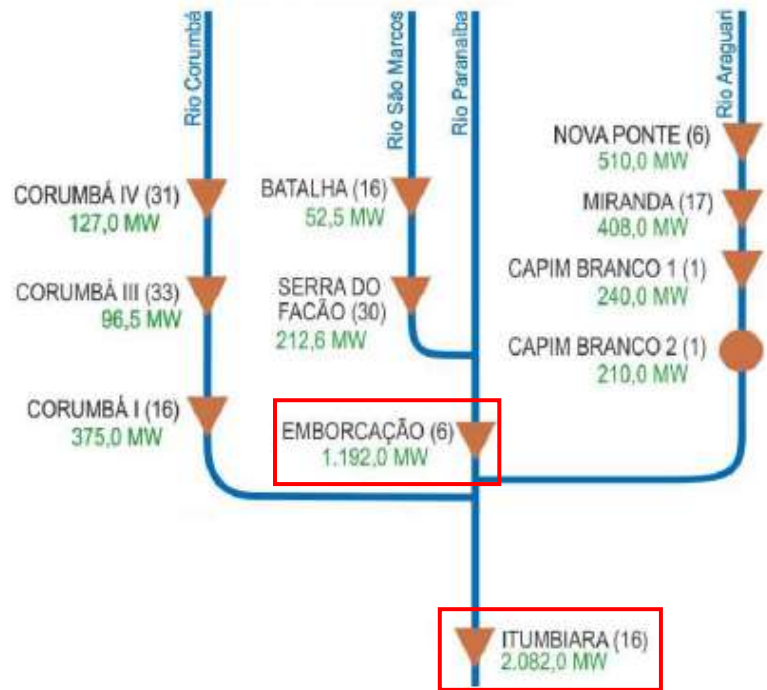 Rio Corumbá
Rio São Marcos
Rio Paranaíba
Rio Araguari
CORUMBÁ IV (31)
127,0 MW
CORUMBÁ III (33)
96,5 MW
CORUMBÁ I (16)
375,0 MW
BATALHA (16)
52,5 MW
SERRA DO
FACÃO (30)
212,6 MW
EMBORCAÇÃO (6)
1.192,0 MW
NOVA PONTE (6)
510,0 MW
MIRANDA (17)
408,0 MW
CAPIM BRANCO 1 (1)
240,0 MW
CAPIM BRANCO 2 (1)
210,0 MW
ITUMBIARA (16)
2.082,0 MW